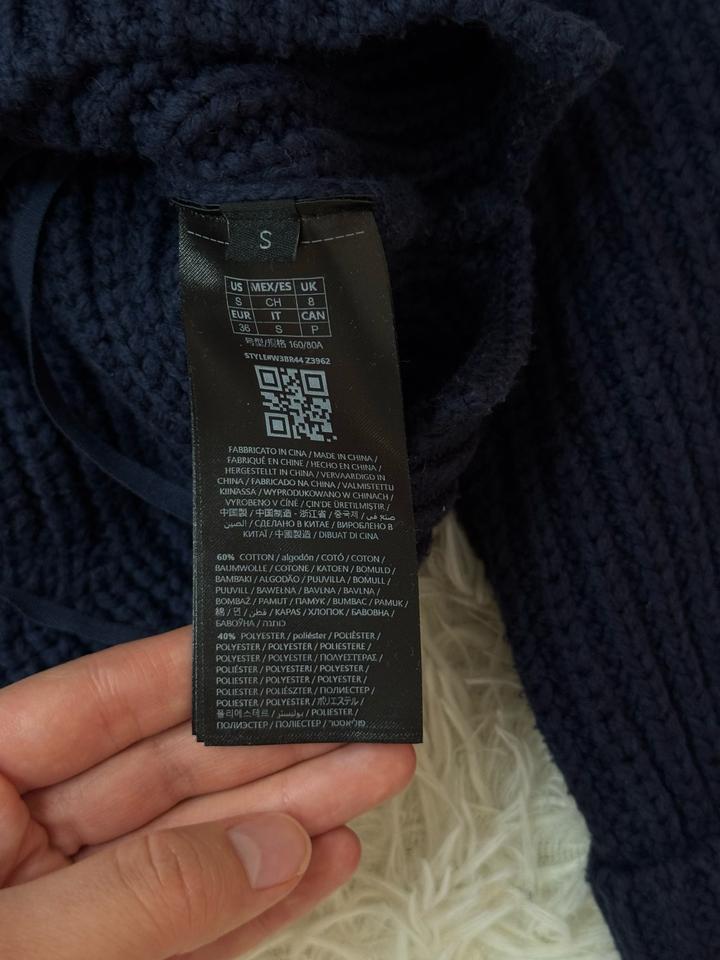 S
US MEX/ES UK
S CH 8
EUR IT CAN
36 S P
号型/规格 160/80A
STYLE#W3BR44 Z3962
FABBRICATO IN CINA / MADE IN CHINA /
FABRIQUÉ EN CHINE / HECHO EN CHINA /
HERGESTELLT IN CHINA / VERVAARDIGD IN
CHINA / FABRICADO NA CHINA / VALMISTETTU
KIINASSA / WYPRODUKOWANO W CHINACH /
VYROBENO V ČÍNĚ / ÇIN'DE ÜRETILMIŞTIR /
中国製 / 中国制造 - 浙江省 / 중국제 / صنع في
الصين / СДЕЛАНО В КИТАЕ / ВИРОБЛЕНО В
КИТАЇ / 中國製造 / DIBUAT DI CINA
60% COTTON / algodón / COTÓ / COTON /
BAUMWOLLE / COTONE / KATOEN / BOMULD /
BAMBAKI / ALGODÃO / PUUVILLA / BOMULL /
PUUVILL / BAWEŁNA / BAVLNA / BAVLNA /
BOMBAŽ / PAMUT / ПАМУК / BUMBAC / PAMUK /
綿 / 면 / قطن / KAPAS / ХЛОПОК / БАВОВНА /
БАВОЎНА / כותנה
40% POLYESTER / poliéster / POLIÈSTER /
POLYESTER / POLYESTER / POLIESTERE /
POLYESTER / POLYESTER / ΠΟΛΥΕΣΤΕΡΑΣ /
POLIÉSTER / POLYESTERI / POLYESTER /
POLÜESTER / POLIESTER / POLYESTER /
POLYESTER / POLYESTER / POLIESTER /
POLIESTER / POLIÉSZTER / ПОЛИЕСТЕР /
POLIESTER / POLYESTER / ポリエステル /
폴리에스테르 / بوليستر / POLIESTER /
ПОЛИЭСТЕР / ПОЛІЕСТЕР / פוליאסטר